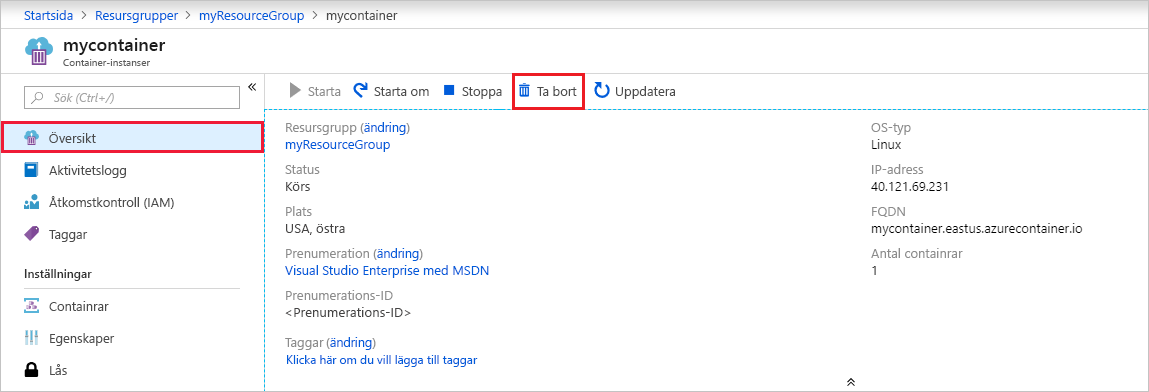 Startsida > Resursgrupper > myResourceGroup > mycontainer
mycontainer
Container-instanser
Sök (Ctrl+/)
Översikt
Aktivitetslogg
Åtkomstkontroll (IAM)
Taggar
Inställningar
Containrar
Egenskaper
Lås
Starta Starta om Stoppa Ta bort Uppdatera
Resursgrupp (ändring)
myResourceGroup
Status
Körs
Plats
USA, östra
Prenumeration (ändring)
Visual Studio Enterprise med MSDN
Prenumerations-ID
<Prenumerations-ID>
Taggar (ändring)
Klicka här om du vill lägga till taggar
OS-typ
Linux
IP-adress
40.121.69.231
FQDN
mycontainer.eastus.azurecontainer.io
Antal containrar
1